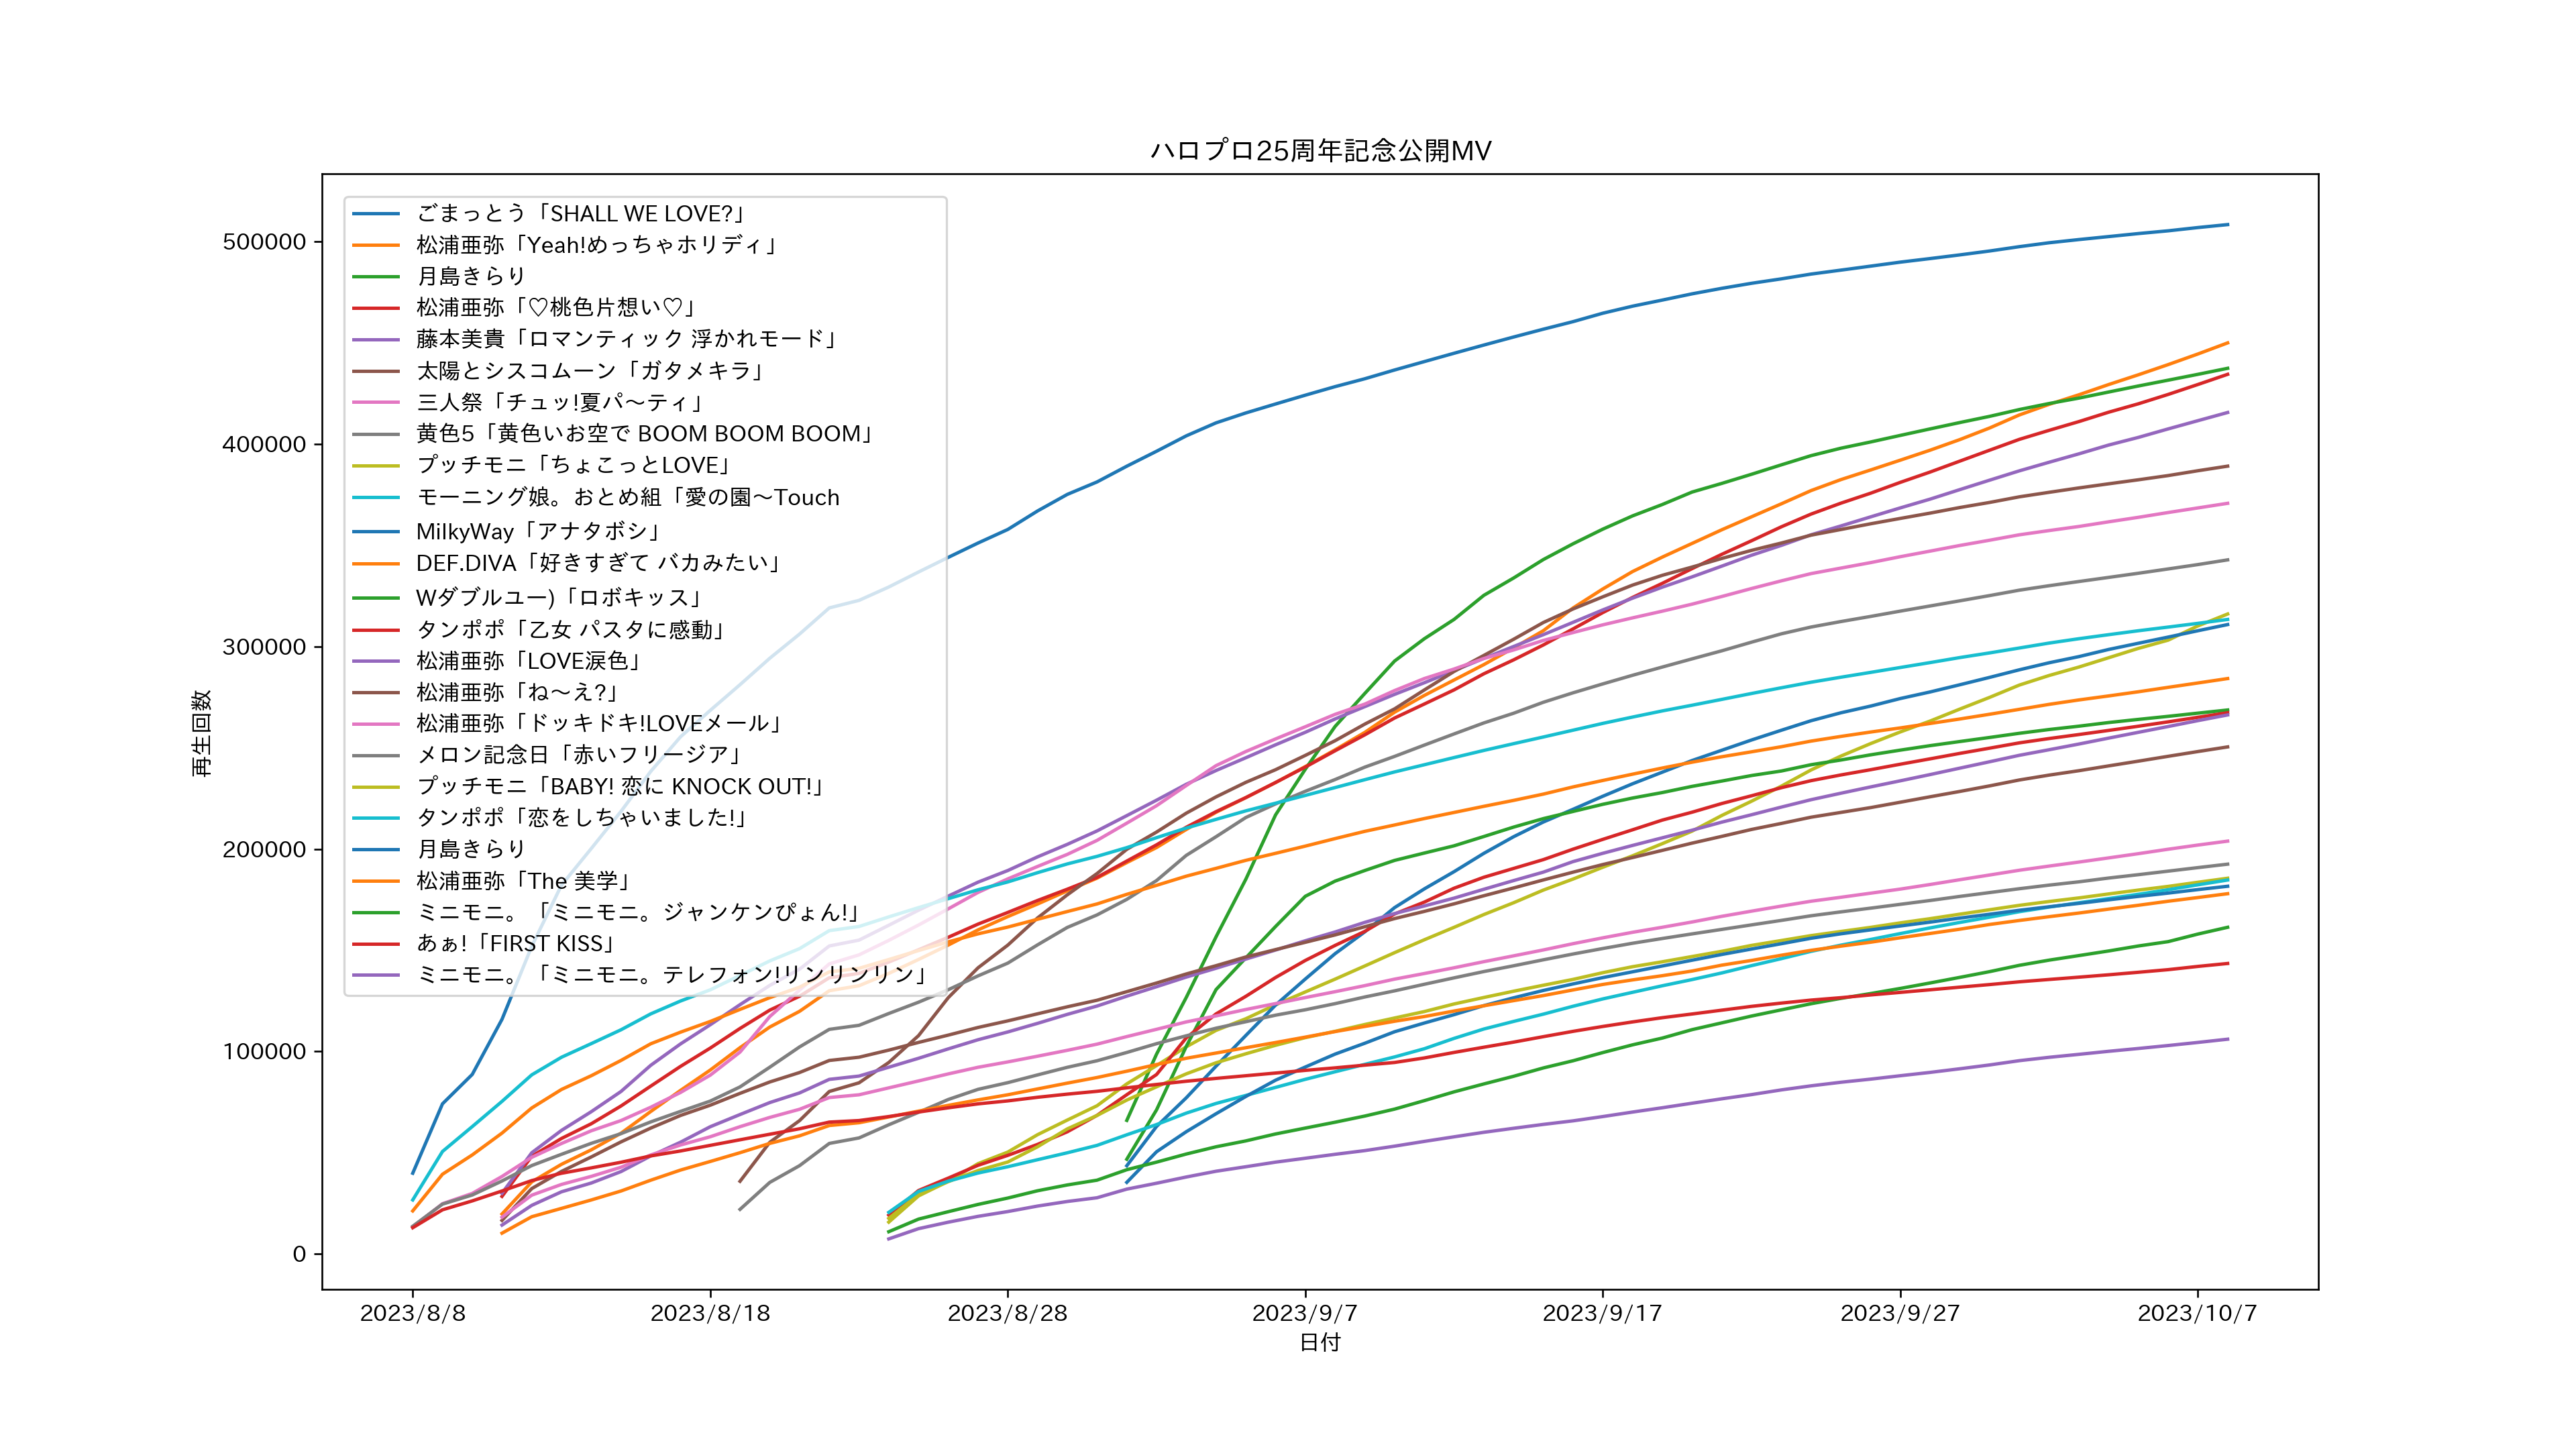 ハロプロ25周年記念公開MV
ごまっとう「SHALL WE LOVE?」
松浦亜弥「Yeah!めっちゃホリディ」
月島きらり
松浦亜弥「♡桃色片想い♡」
藤本美貴「ロマンティック 浮かれモード」
太陽とシスコムーン「ガタメキラ」
三人祭「チュッ!夏パ～ティ」
黄色5「黄色いお空で BOOM BOOM BOOM」
プッチモニ「ちょこっとLOVE」
モーニング娘。おとめ組「愛の園～Touch
MilkyWay「アナタボシ」
DEF.DIVA「好きすぎて バカみたい」
Wダブルユー)「ロボキッス」
タンポポ「乙女 パスタに感動」
松浦亜弥「LOVE涙色」
松浦亜弥「ね～え?」
松浦亜弥「ドッキドキ!LOVEメール」
メロン記念日「赤いフリージア」
プッチモニ「BABY! 恋に KNOCK OUT!」
タンポポ「恋をしちゃいました!」
月島きらり
松浦亜弥「The 美学」
ミニモニ。「ミニモニ。ジャンケンぴょん!」
あぁ!「FIRST KISS」
ミニモニ。「ミニモニ。テレフォン!リンリンリン」
再生回数
500000
400000
300000
200000
100000
0
2023/8/8
2023/8/18
2023/8/28
2023/9/7
2023/9/17
2023/9/27
2023/10/7
日付